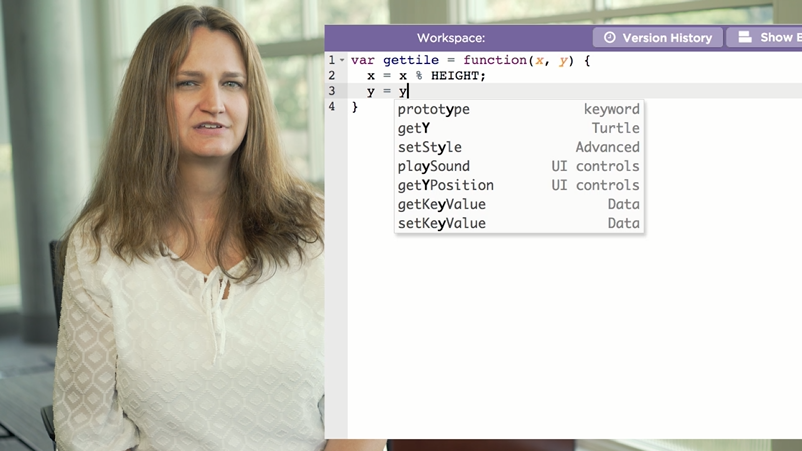 Workspace:
Version History
Show
1 var gettile = function(x, y) {
2 x = x % HEIGHT;
3 y = y
4 }
prototype keyword
getY Turtle
setStyle Advanced
playSound UI controls
getYPosition UI controls
getKeyValue Data
setKeyValue Data